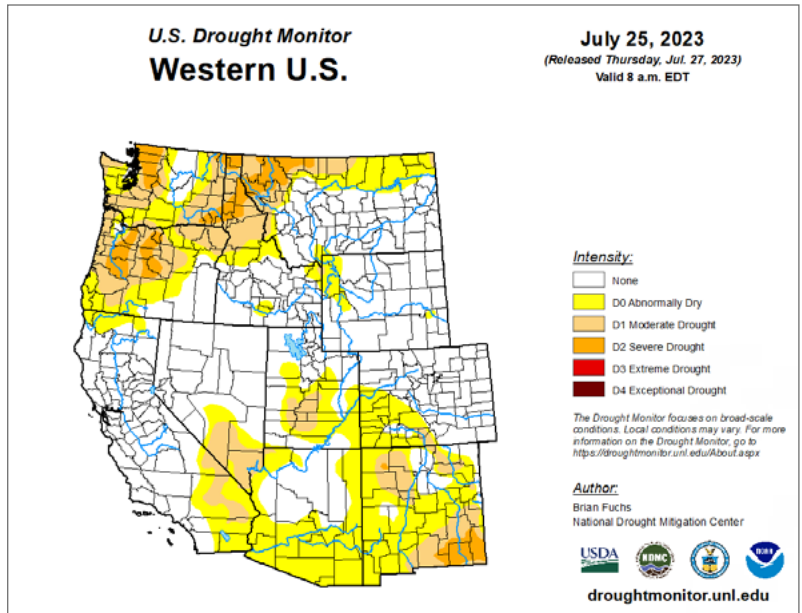 U.S. Drought Monitor
Western U.S.
July 25, 2023
(Released Thursday, Jul. 27, 2023)
Valid 8 a.m. EDT
Intensity:
None
D0 Abnormally Dry
D1 Moderate Drought
D2 Severe Drought
D3 Extreme Drought
D4 Exceptional Drought
The Drought Monitor focuses on broad-scale
conditions. Local conditions may vary. For more
information on the Drought Monitor, go to
https://droughtmonitor.unl.edu/About.aspx
Author:
Brian Fuchs
National Drought Mitigation Center
USDA
NDMC
NOAA
droughtmonitor.unl.edu